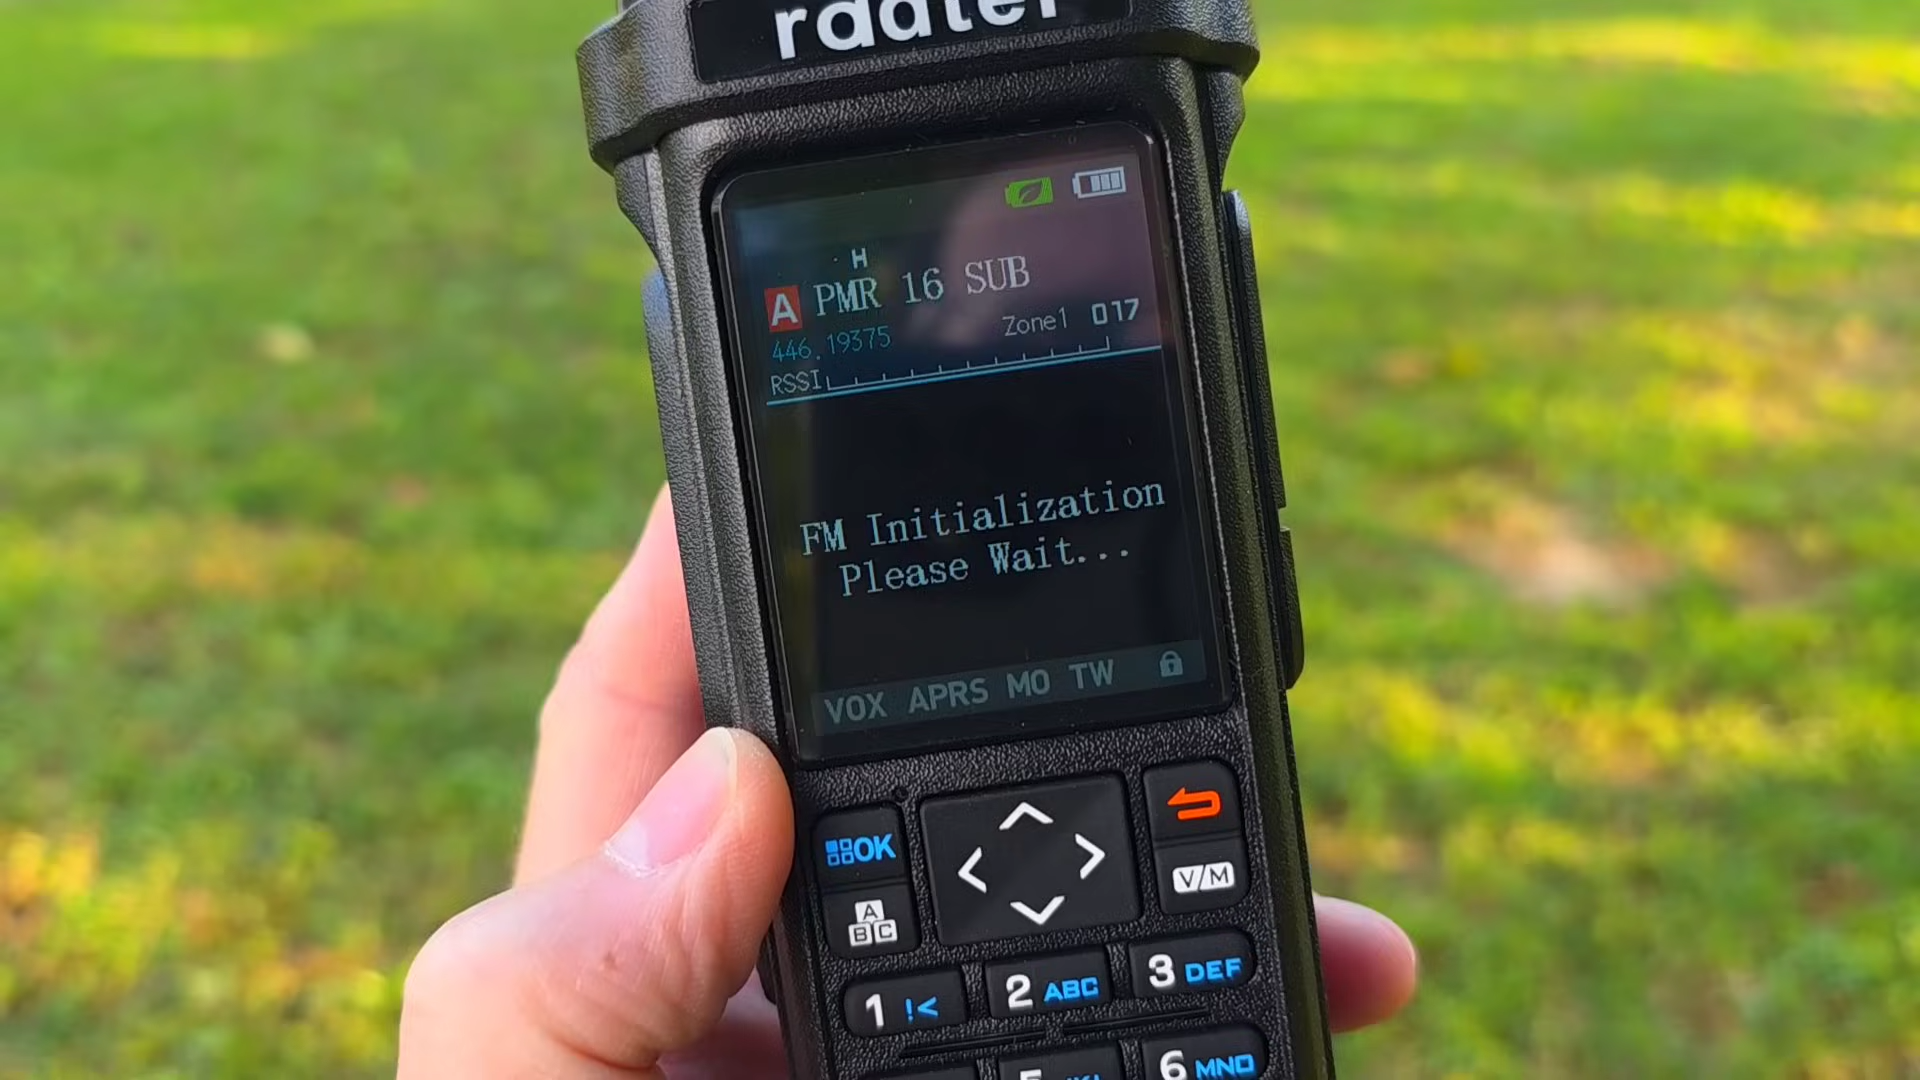 raddtel
H
A PMR 16 SUB
446.19375 Zone1 017
RSSI
FM Initialization
Please Wait...
VOX APRS MO TW
OK
V/M
A
B C
1 !< 2 ABC 3 DEF
6 MNO